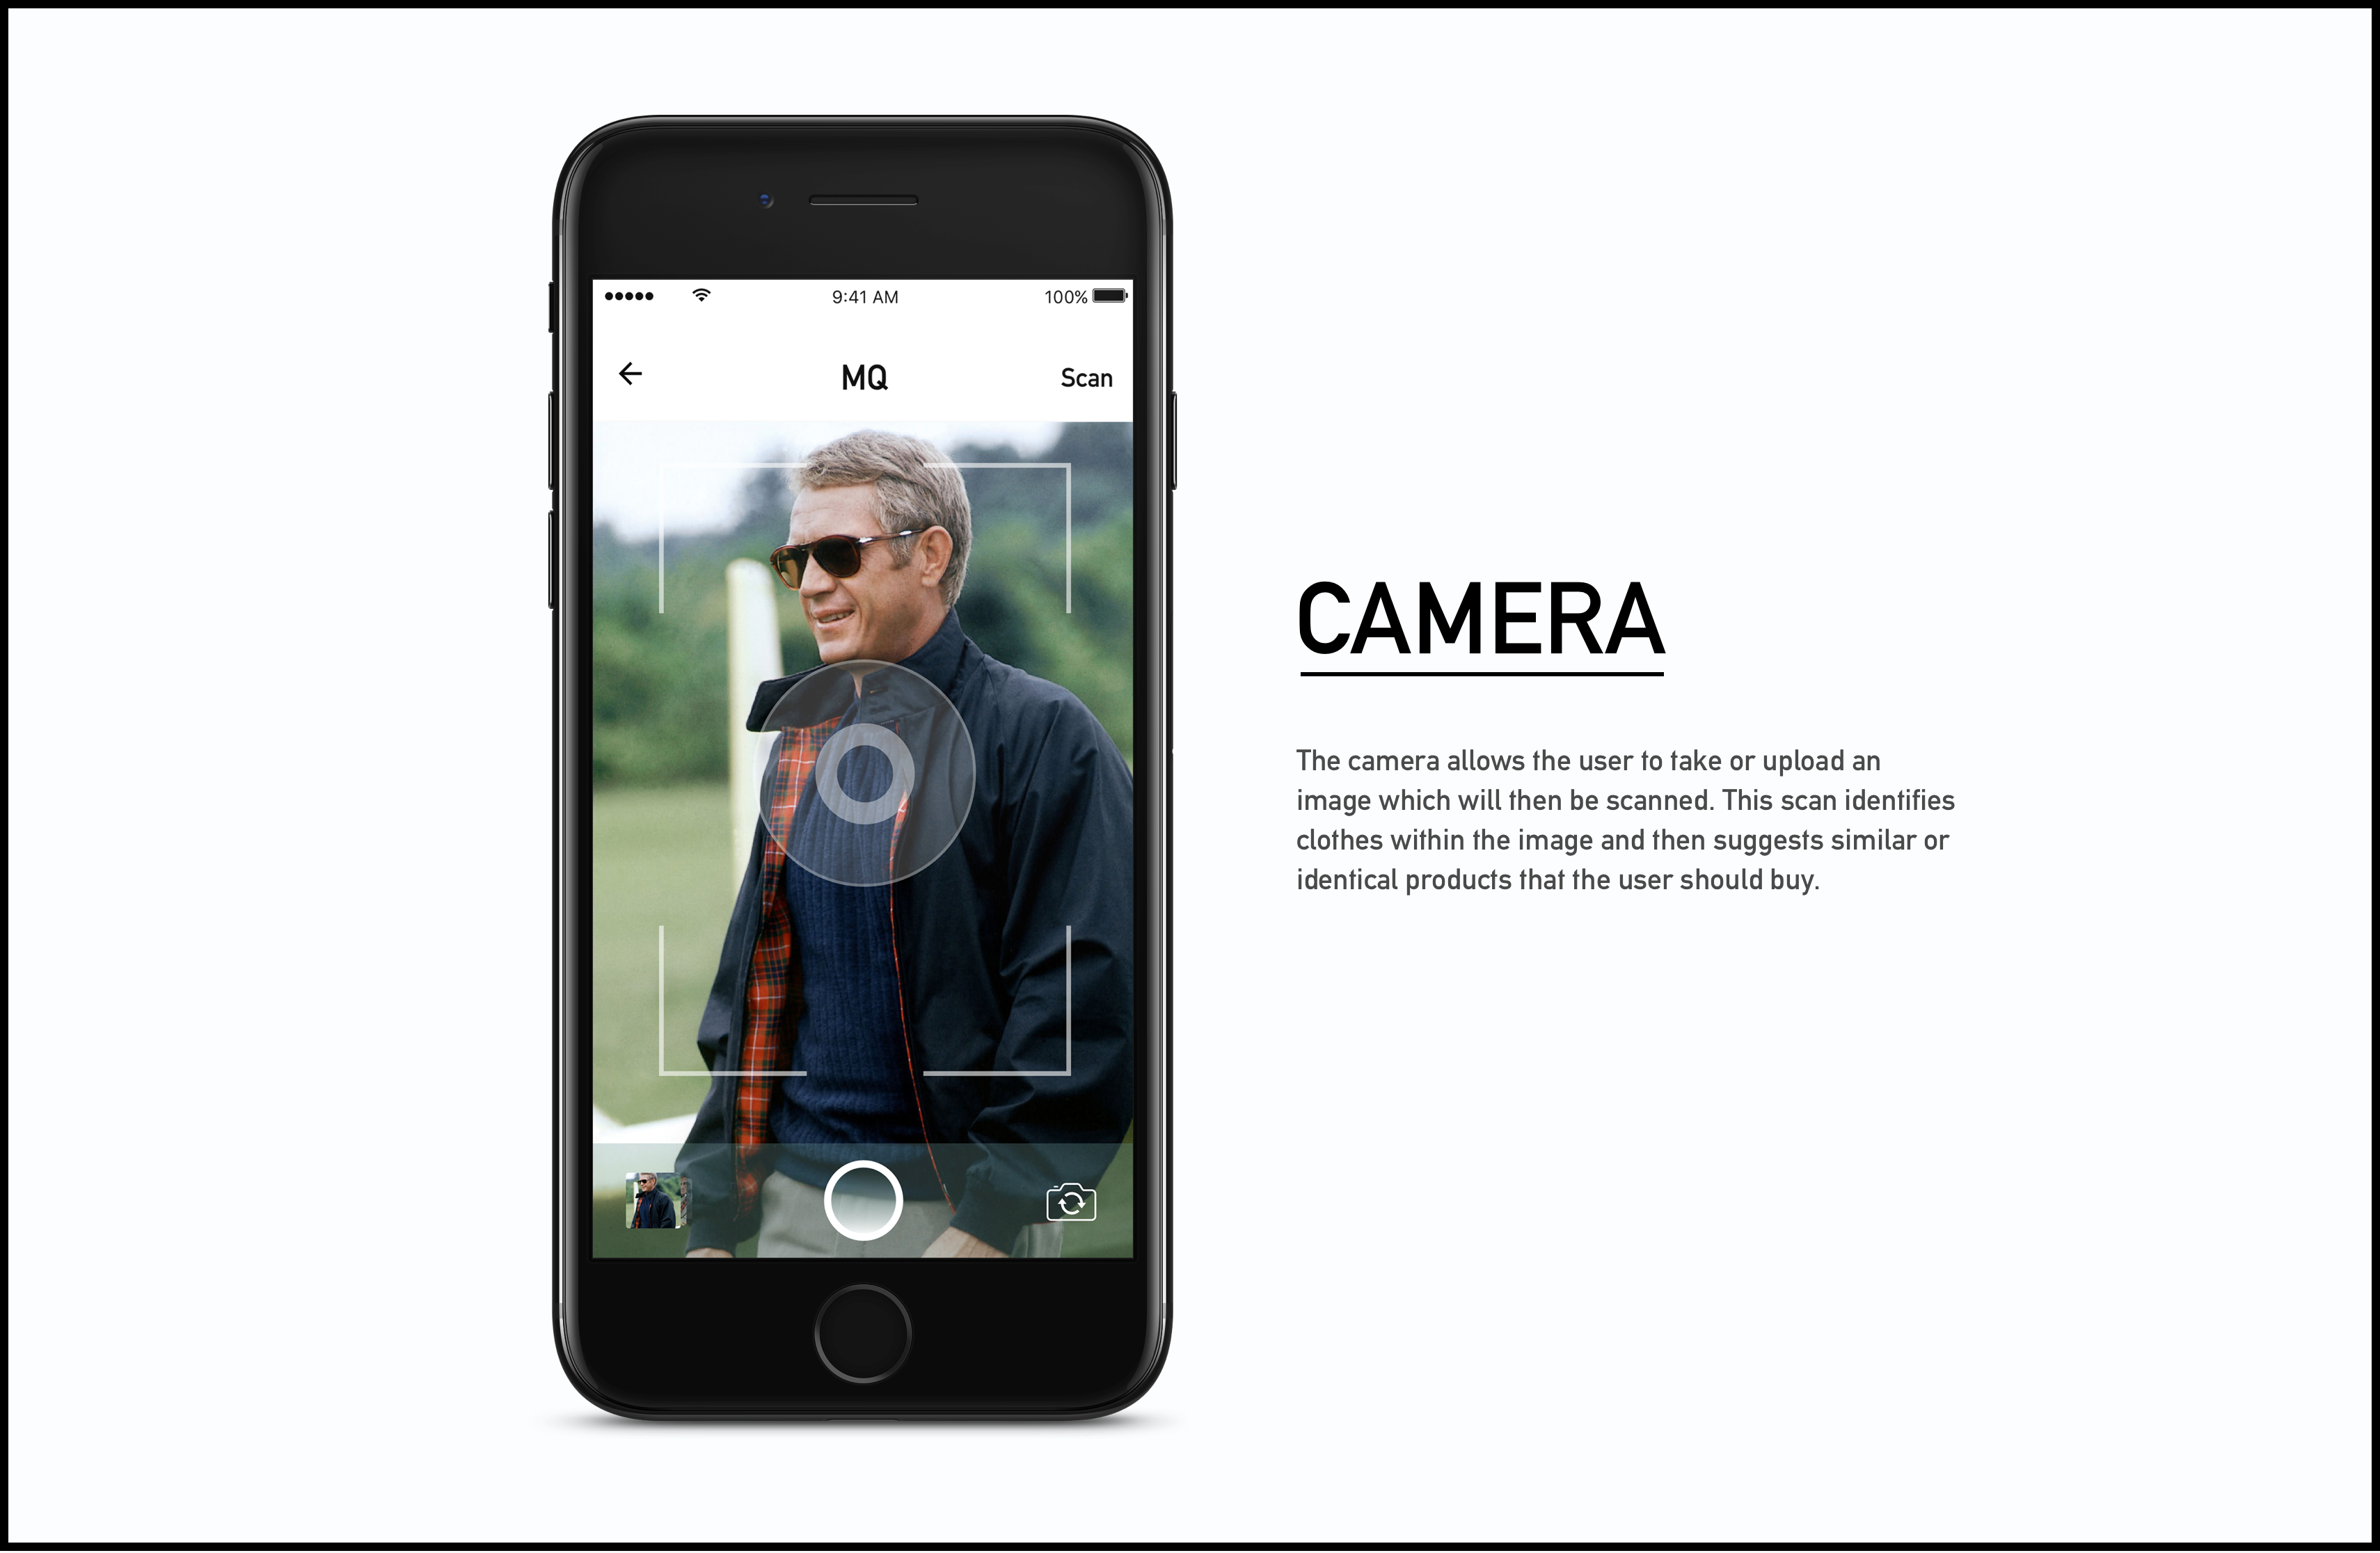 9:41 AM
100%
MQ
Scan
CAMERA
The camera allows the user to take or upload an
image which will then be scanned. This scan identifies
clothes within the image and then suggests similar or
identical products that the user should buy.